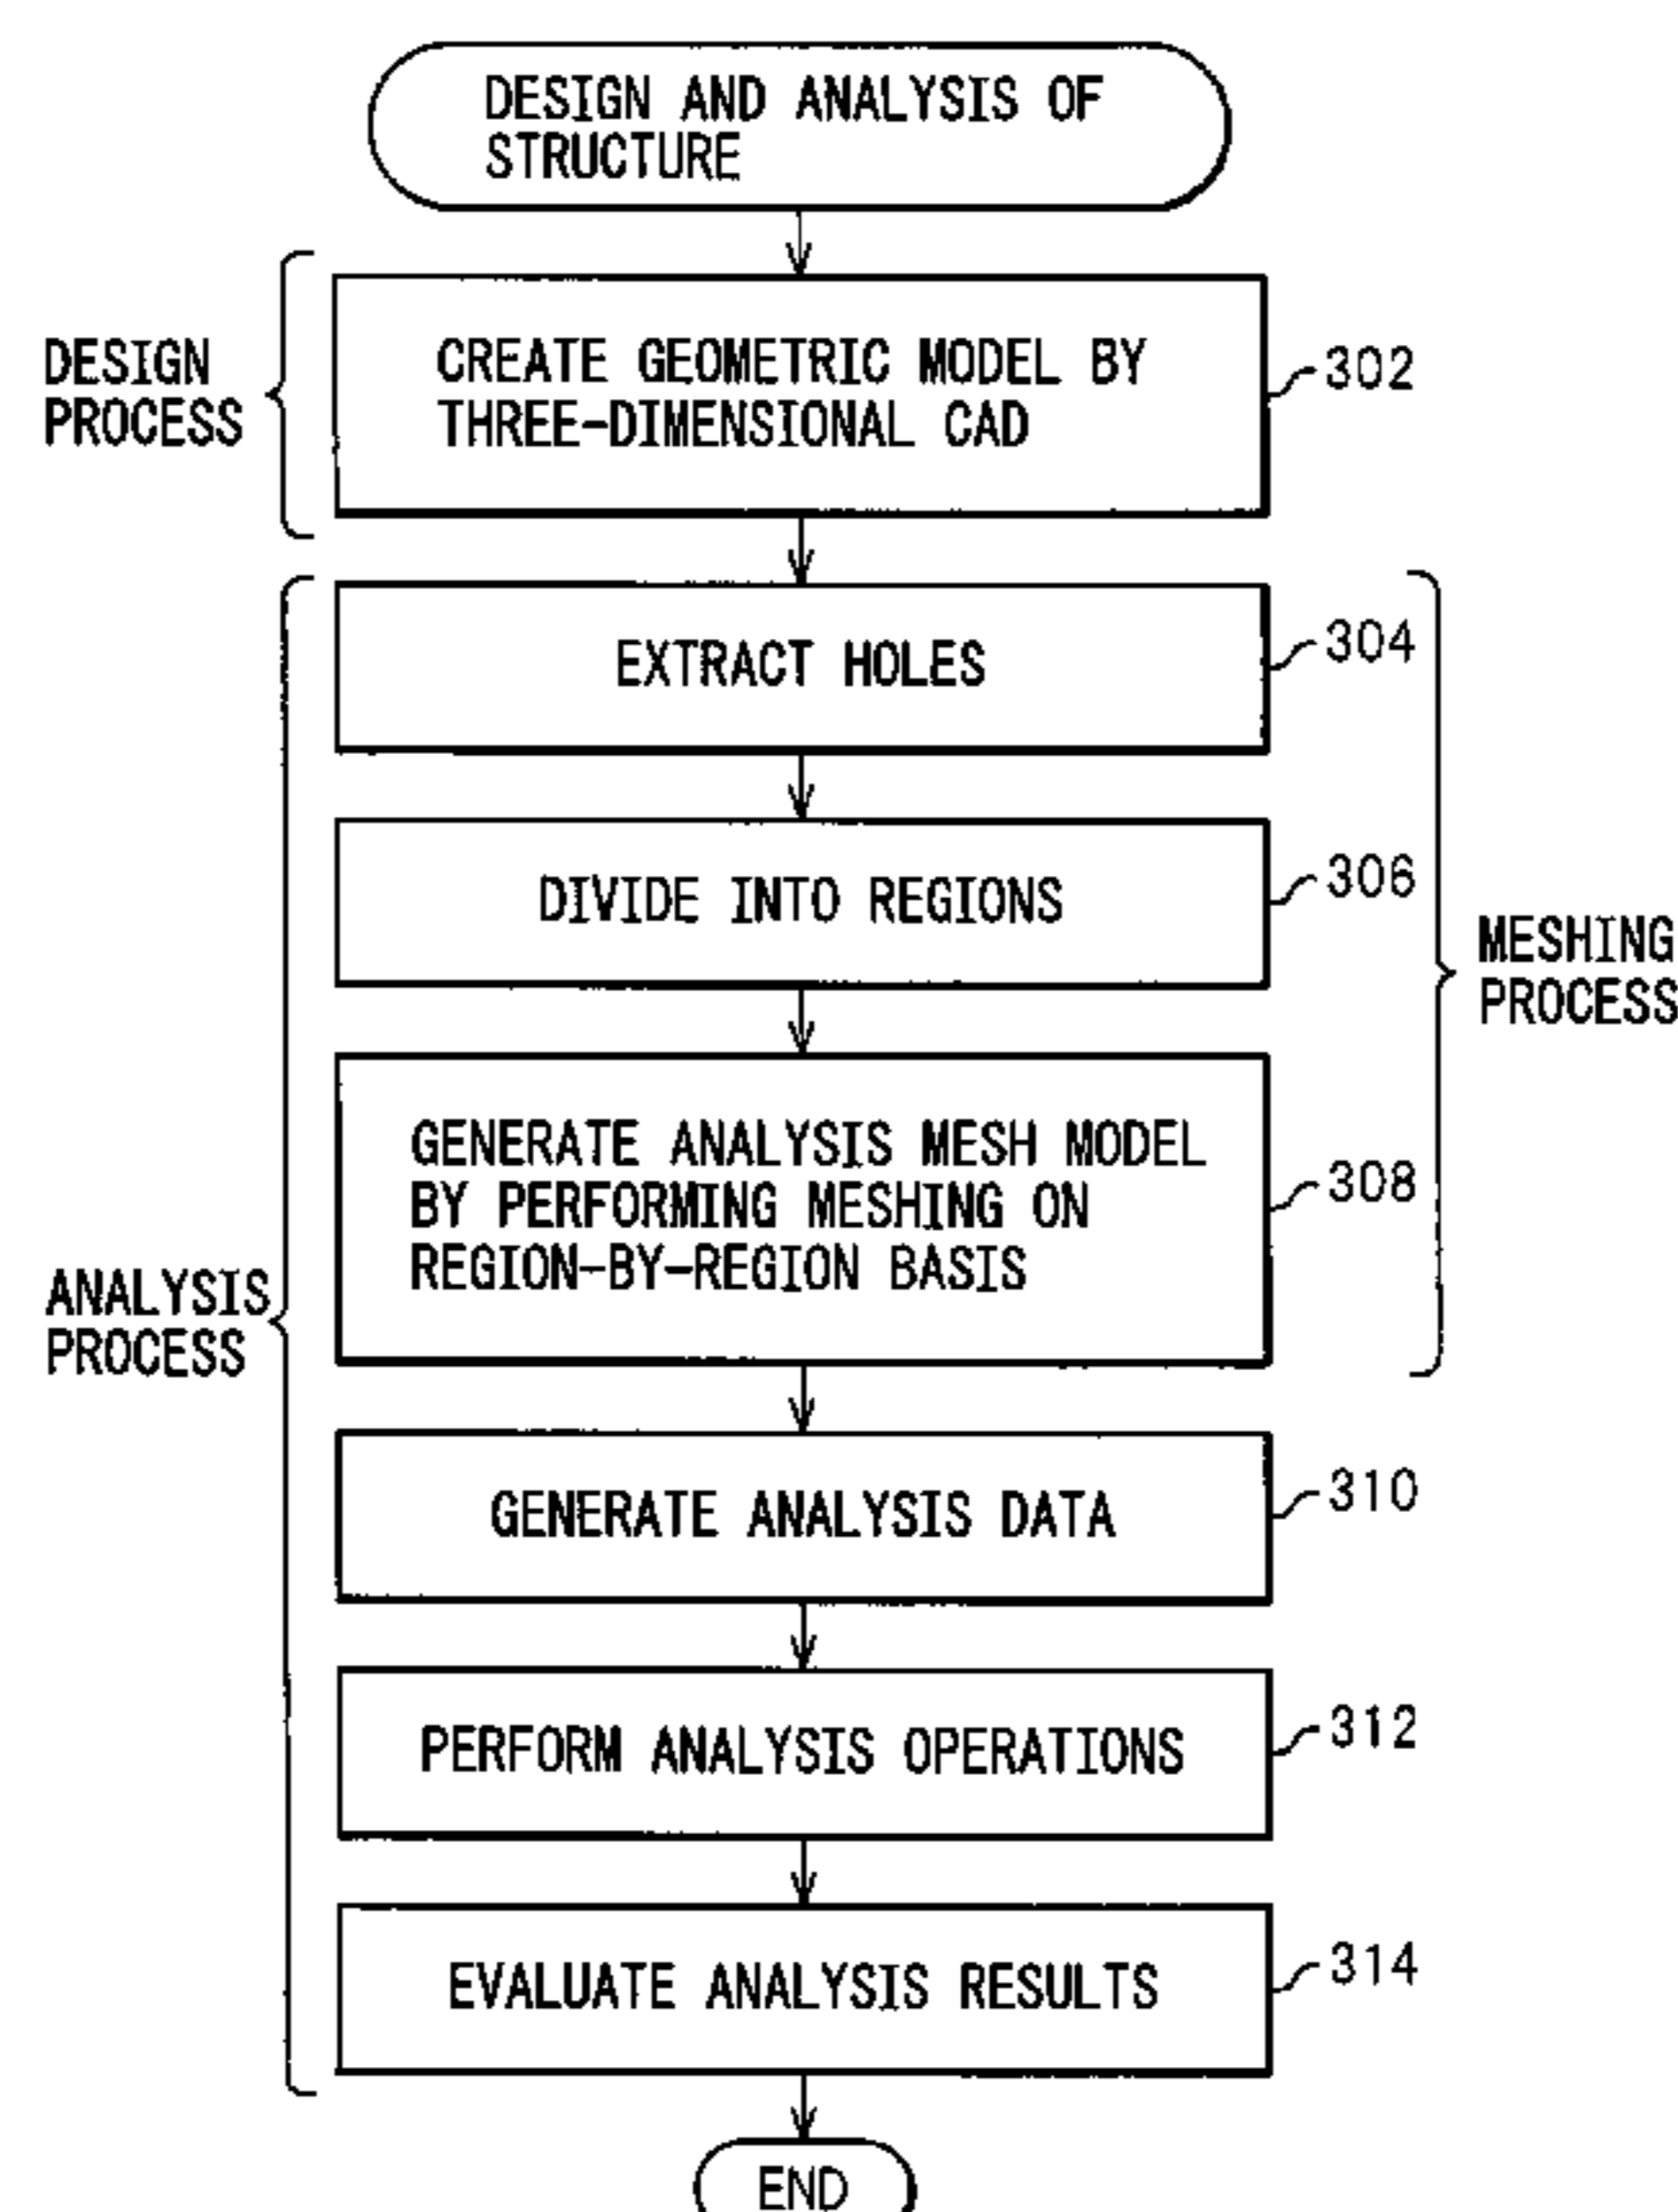 DESIGN AND ANALYSIS OF
STRUCTURE
DESIGN
PROCESS
CREATE GEOMETRIC MODEL BY
THREE-DIMENSIONAL CAD
302
EXTRACT HOLES
304
DIVIDE INTO REGIONS
306
MESHING
PROCESS
GENERATE ANALYSIS MESH MODEL
BY PERFORMING MESHING ON
REGION-BY-REGION BASIS
308
ANALYSIS
PROCESS
GENERATE ANALYSIS DATA
310
PERFORM ANALYSIS OPERATIONS
312
EVALUATE ANALYSIS RESULTS
314
END